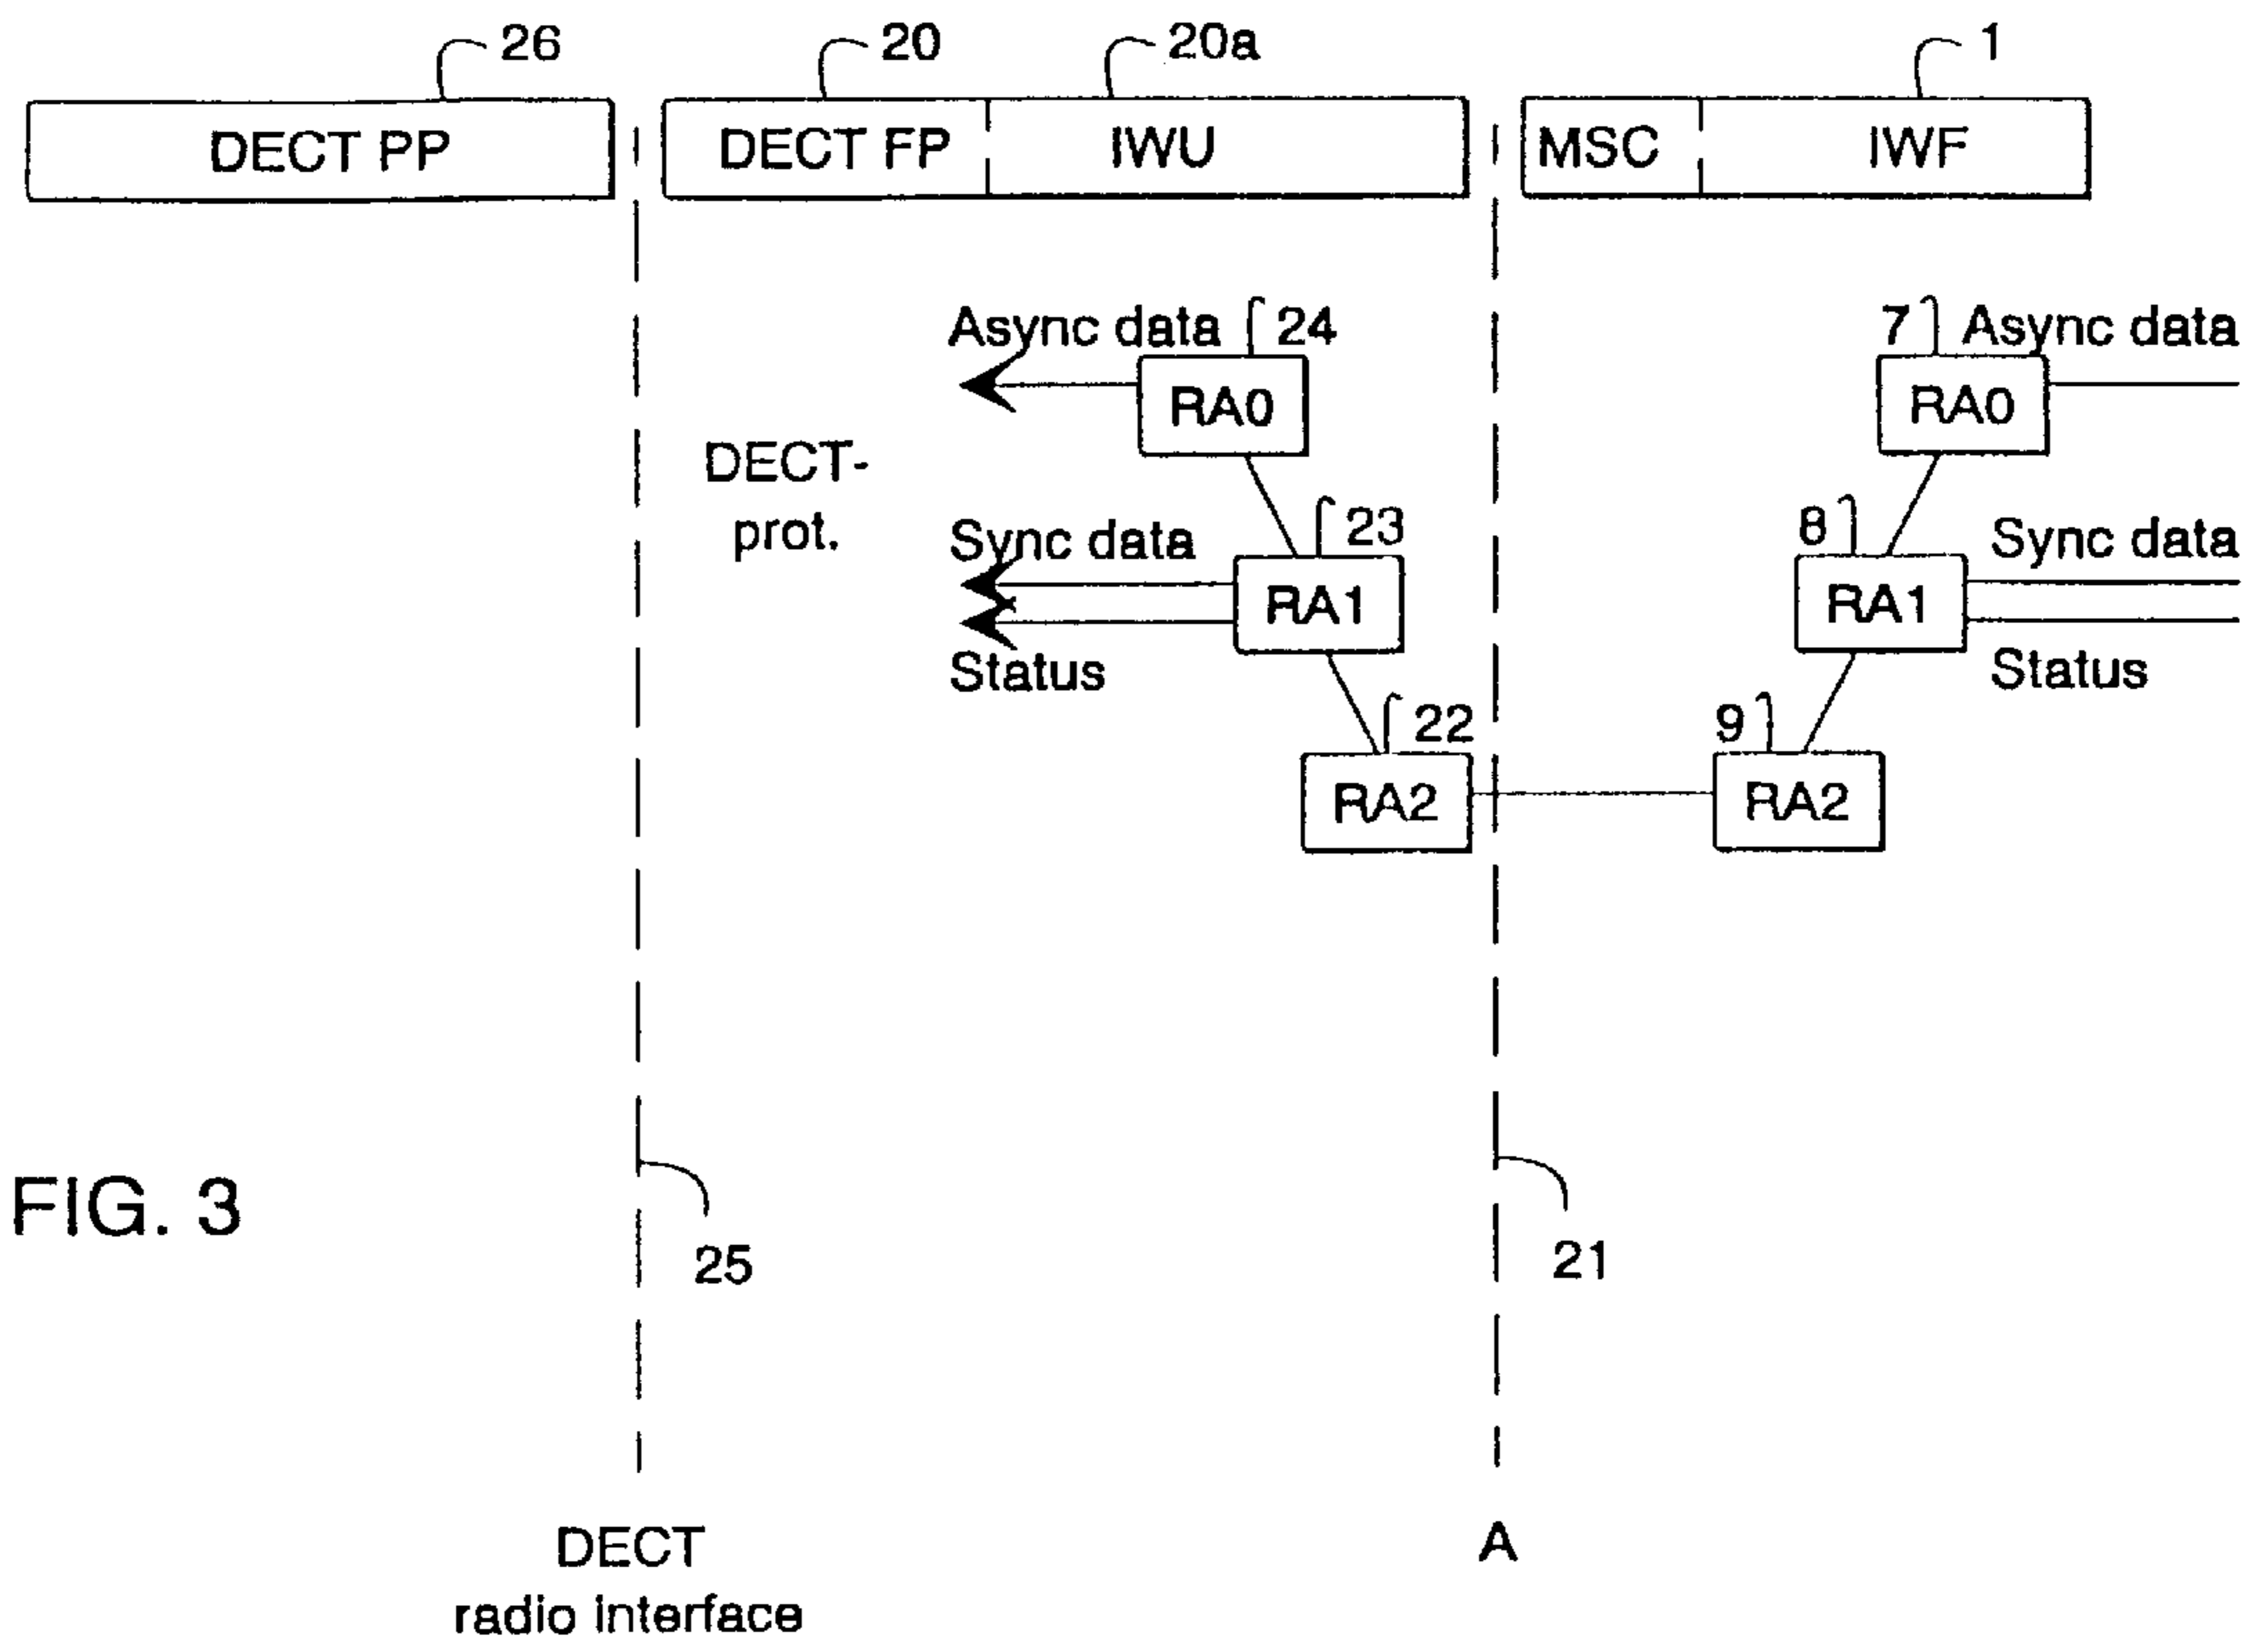 26
20
20a
1
DECT PP
DECT FP
IWU
MSC
IWF
Async data
24
7
Async data
RA0
RA0
DECT-
prot.
Sync data
23
8
Sync data
RA1
RA1
Status
Status
22
9
RA2
RA2
FIG. 3
25
21
DECT
radio interface
A